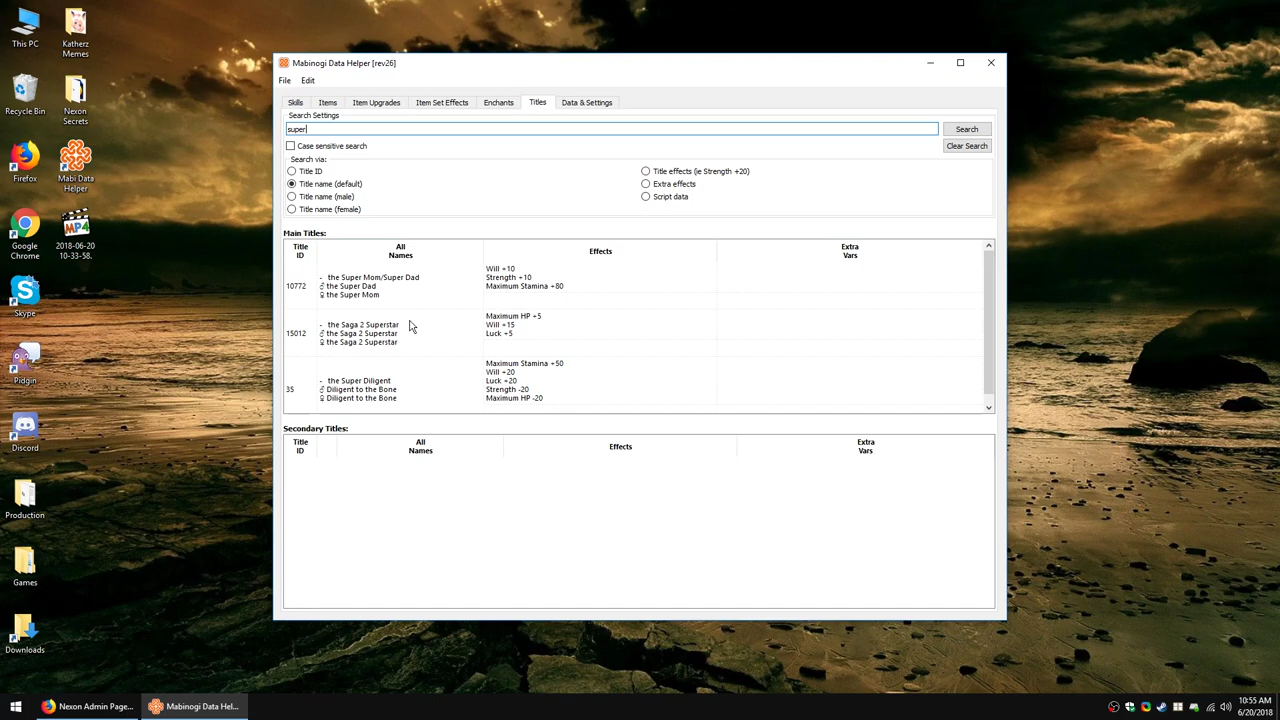 This PC
Katherz
Memes
Recycle Bin
Nexon
Secrets
Firefox
Mabi Data
Helper
Google
Chrome
MP4
2018-06-20
10-33-58.
Skype
Pidgin
Discord
Production
Games
Downloads
Mabinogi Data Helper [rev26]
File Edit
Skills Items Item Upgrades Item Set Effects Enchants Titles Data & Settings
Search Settings
super
Search
Case sensitive search
Clear Search
Search via:
Title ID
Title effects (ie Strength +20)
Title name (default)
Extra effects
Title name (male)
Script data
Title name (female)
Main Titles:
Title
ID
All
Names
Effects
Extra
Vars
10772
- the Super Mom/Super Dad
♂ the Super Dad
♀ the Super Mom
Will +10
Strength +10
Maximum Stamina +80
15012
- the Saga 2 Superstar
♂ the Saga 2 Superstar
♀ the Saga 2 Superstar
Maximum HP +5
Will +15
Luck +5
35
- the Super Diligent
♂ Diligent to the Bone
♀ Diligent to the Bone
Maximum Stamina +50
Will +20
Luck +20
Strength -20
Maximum HP -20
Secondary Titles:
Title
ID
All
Names
Effects
Extra
Vars
Nexon Admin Page...
Mabinogi Data Hel...
10:55 AM
6/20/2018